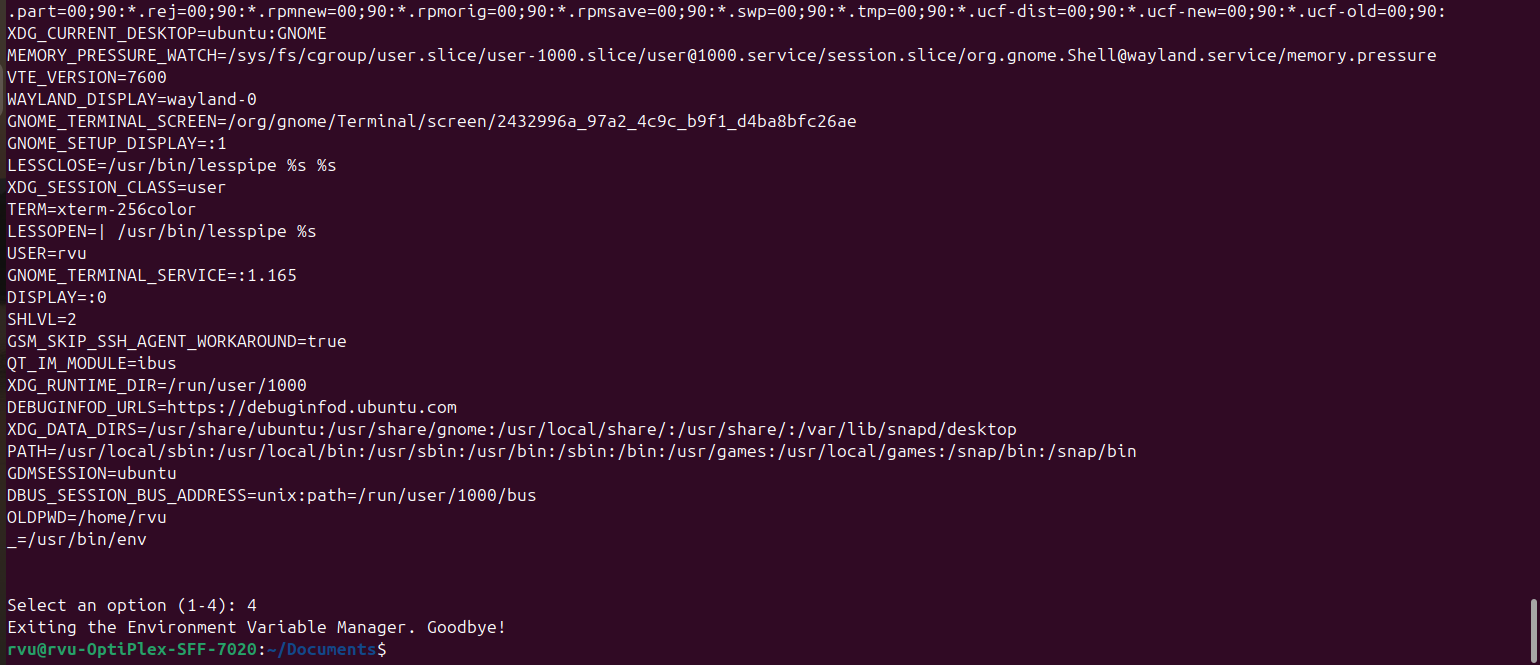 .part=00;90:*.rej=00;90:*.rpmnew=00;90:*.rpmorig=00;90:*.rpmsave=00;90:*.swp=00;90:*.tmp=00;90:*.ucf-dist=00;90:*.ucf-new=00;90:*.ucf-old=00;90:
XDG_CURRENT_DESKTOP=ubuntu:GNOME
MEMORY_PRESSURE_WATCH=/sys/fs/cgroup/user.slice/user-1000.slice/user@1000.service/session.slice/org.gnome.Shell@wayland.service/memory.pressure
VTE_VERSION=7600
WAYLAND_DISPLAY=wayland-0
GNOME_TERMINAL_SCREEN=/org/gnome/Terminal/screen/2432996a_97a2_4c9c_b9f1_d4ba8bfc26ae
GNOME_SETUP_DISPLAY=:1
LESSCLOSE=/usr/bin/lesspipe %s %s
XDG_SESSION_CLASS=user
TERM=xterm-256color
LESSOPEN=| /usr/bin/lesspipe %s
USER=rvu
GNOME_TERMINAL_SERVICE=:1.165
DISPLAY=:0
SHLVL=2
GSM_SKIP_SSH_AGENT_WORKAROUND=true
QT_IM_MODULE=ibus
XDG_RUNTIME_DIR=/run/user/1000
DEBUGINFOD_URLS=https://debuginfod.ubuntu.com
XDG_DATA_DIRS=/usr/share/ubuntu:/usr/share/gnome:/usr/local/share/:/usr/share/:/var/lib/snapd/desktop
PATH=/usr/local/sbin:/usr/local/bin:/usr/sbin:/usr/bin:/sbin:/bin:/usr/games:/usr/local/games:/snap/bin:/snap/bin
GDMSESSION=ubuntu
DBUS_SESSION_BUS_ADDRESS=unix:path=/run/user/1000/bus
OLDPWD=/home/rvu
_=/usr/bin/env
Select an option (1-4): 4
Exiting the Environment Variable Manager. Goodbye!
rvu@rvu-OptiPlex-SFF-7020:~/Documents$